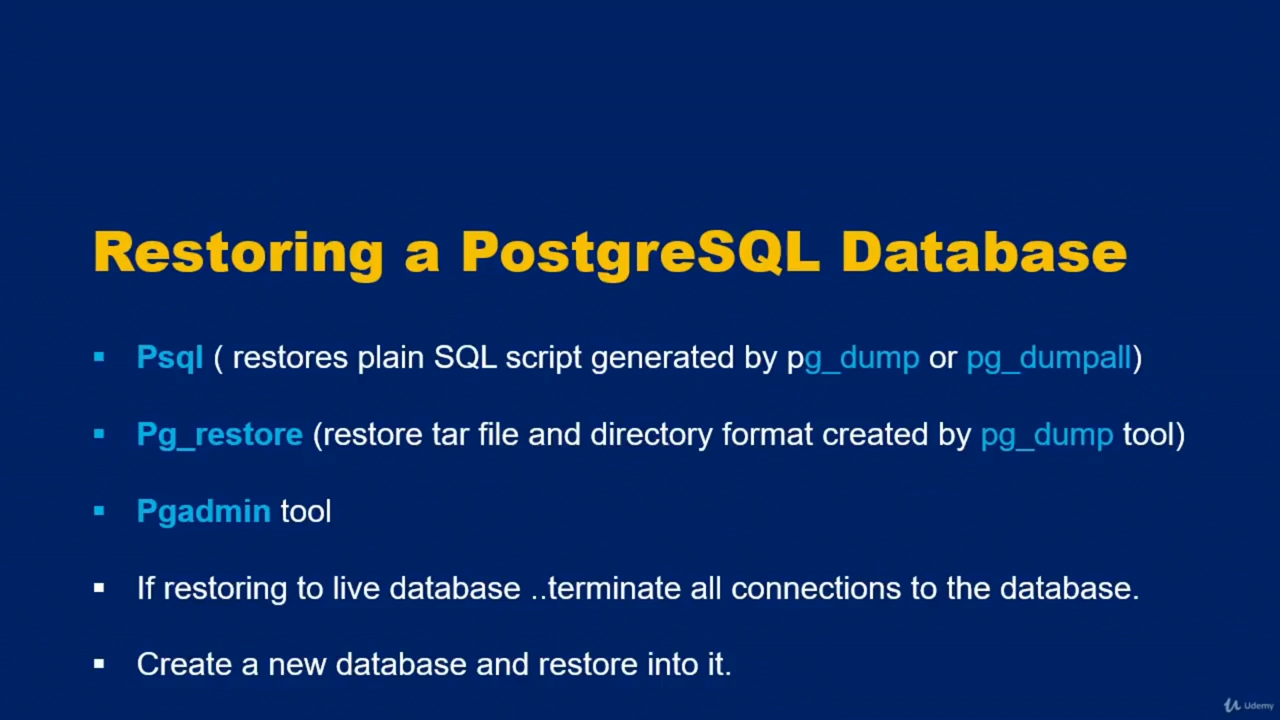 Restoring a PostgreSQL Database
▪ Psql ( restores plain SQL script generated by pg_dump or pg_dumpall)
▪ Pg_restore (restore tar file and directory format created by pg_dump tool)
▪ Pgadmin tool
▪ If restoring to live database ..terminate all connections to the database.
▪ Create a new database and restore into it.
Udemy